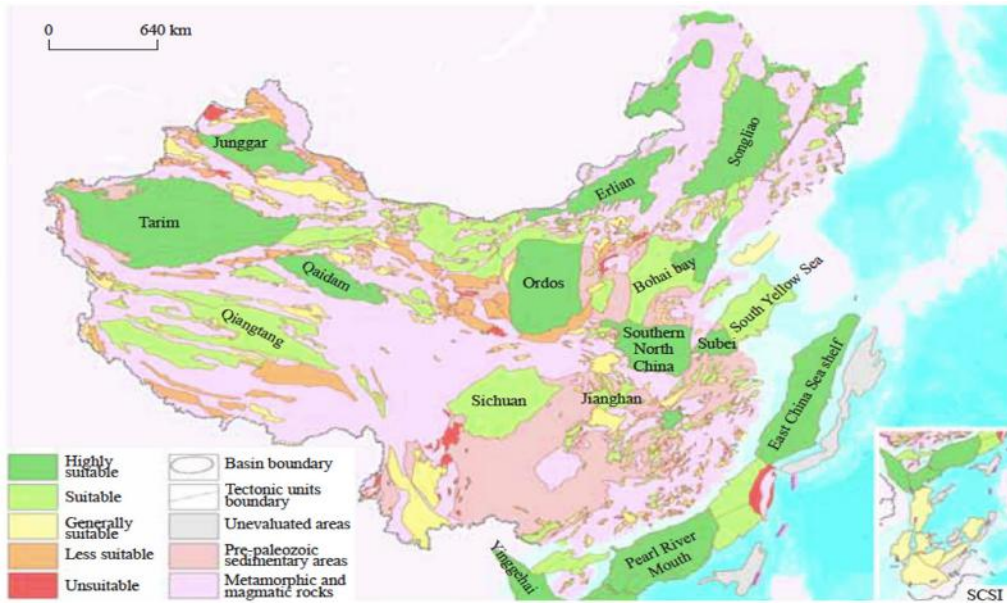 0 640 km
Junggar
Songliao
Erlian
Tarim
Qaidam
Ordos
Bohai bay
Qiangtang
South Yellow Sea
Southern
North
China
Subei
East China Sea shelf
Sichuan
Jianghan
Highly
suitable
Suitable
Generally
suitable
Less suitable
Unsuitable
Basin boundary
Tectonic units
boundary
Unevaluated areas
Pre-paleozoic
sedimentary areas
Metamorphic and
magmatic rocks
Yinggehai
Pearl River
Mouth
SCSI